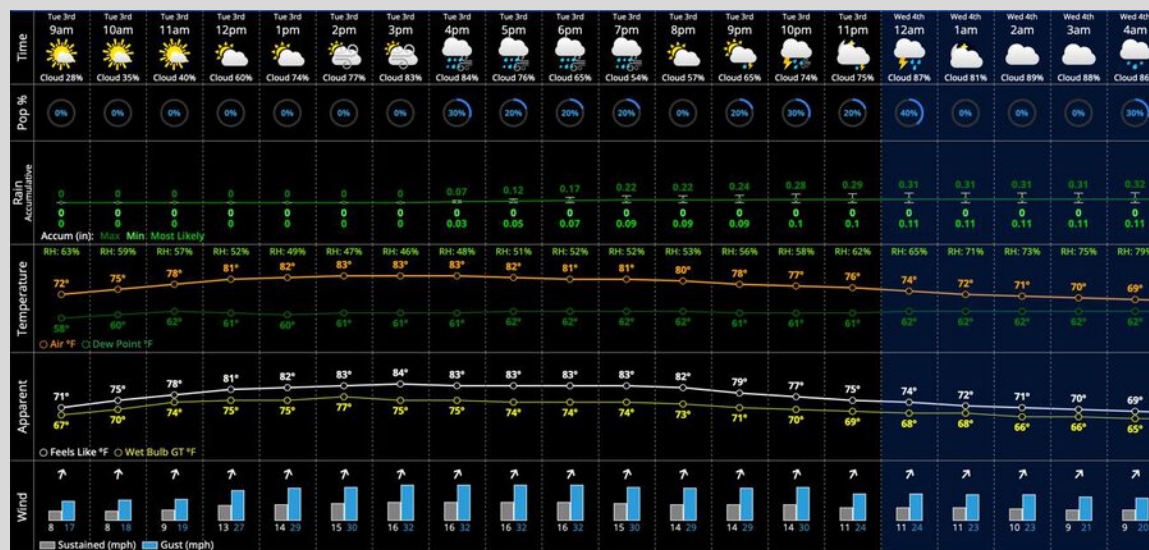 Time
Tue 3rd Tue 3rd Tue 3rd Tue 3rd Tue 3rd Tue 3rd Tue 3rd Tue 3rd Tue 3rd Tue 3rd Tue 3rd Tue 3rd Tue 3rd Tue 3rd Tue 3rd Wed 4th Wed 4th Wed 4th Wed 4th Wed 4th
9am 10am 11am 12pm 1pm 2pm 3pm 4pm 5pm 6pm 7pm 8pm 9pm 10pm 11pm 12am 1am 2am 3am 4am
Cloud 28% Cloud 35% Cloud 40% Cloud 60% Cloud 74% Cloud 77% Cloud 83% Cloud 84% Cloud 76% Cloud 65% Cloud 54% Cloud 57% Cloud 65% Cloud 74% Cloud 75% Cloud 87% Cloud 81% Cloud 89% Cloud 88% Cloud 86
Pop %
0% 0% 0% 0% 0% 0% 0% 30% 20% 20% 20% 0% 20% 30% 20% 40% 0% 0% 0% 30%
Rain
Accumulative
0 0 0 0 0 0 0 0.07 0.12 0.17 0.22 0.22 0.24 0.28 0.29 0.31 0.31 0.31 0.31 0.32
0 0 0 0 0 0 0 0 0 0 0 0 0 0 0 0 0 0 0 0
0 0 0 0 0 0 0 0.03 0.05 0.07 0.09 0.09 0.09 0.1 0.1 0.11 0.11 0.11 0.11 0.11
Accum (in): Max Min Most Likely
Temperature
RH: 63% RH: 59% RH: 57% RH: 52% RH: 49% RH: 47% RH: 46% RH: 48% RH: 51% RH: 52% RH: 52% RH: 53% RH: 56% RH: 58% RH: 62% RH: 65% RH: 71% RH: 73% RH: 75% RH: 79%
72° 75° 78° 81° 82° 83° 83° 83° 82° 81° 81° 80° 78° 77° 76° 74° 72° 71° 70° 69°
58° 60° 62° 61° 60° 61° 61° 61° 62° 62° 62° 62° 61° 61° 61° 62° 62° 62° 62° 62°
Air °F Dew Point °F
Apparent
71° 75° 78° 81° 82° 83° 84° 83° 83° 83° 83° 82° 79° 77° 75° 74° 72° 71° 70° 69°
67° 70° 74° 75° 75° 77° 75° 75° 74° 74° 74° 73° 71° 70° 69° 68° 68° 66° 66° 65°
Feels Like °F Wet Bulb GT °F
Wind
8 17 8 18 9 19 13 27 14 29 15 30 16 32 16 32 16 32 16 32 15 30 14 29 14 29 14 30 11 24 11 24 11 23 10 23 9 21 9 20
Sustained (mph) Gust (mph)